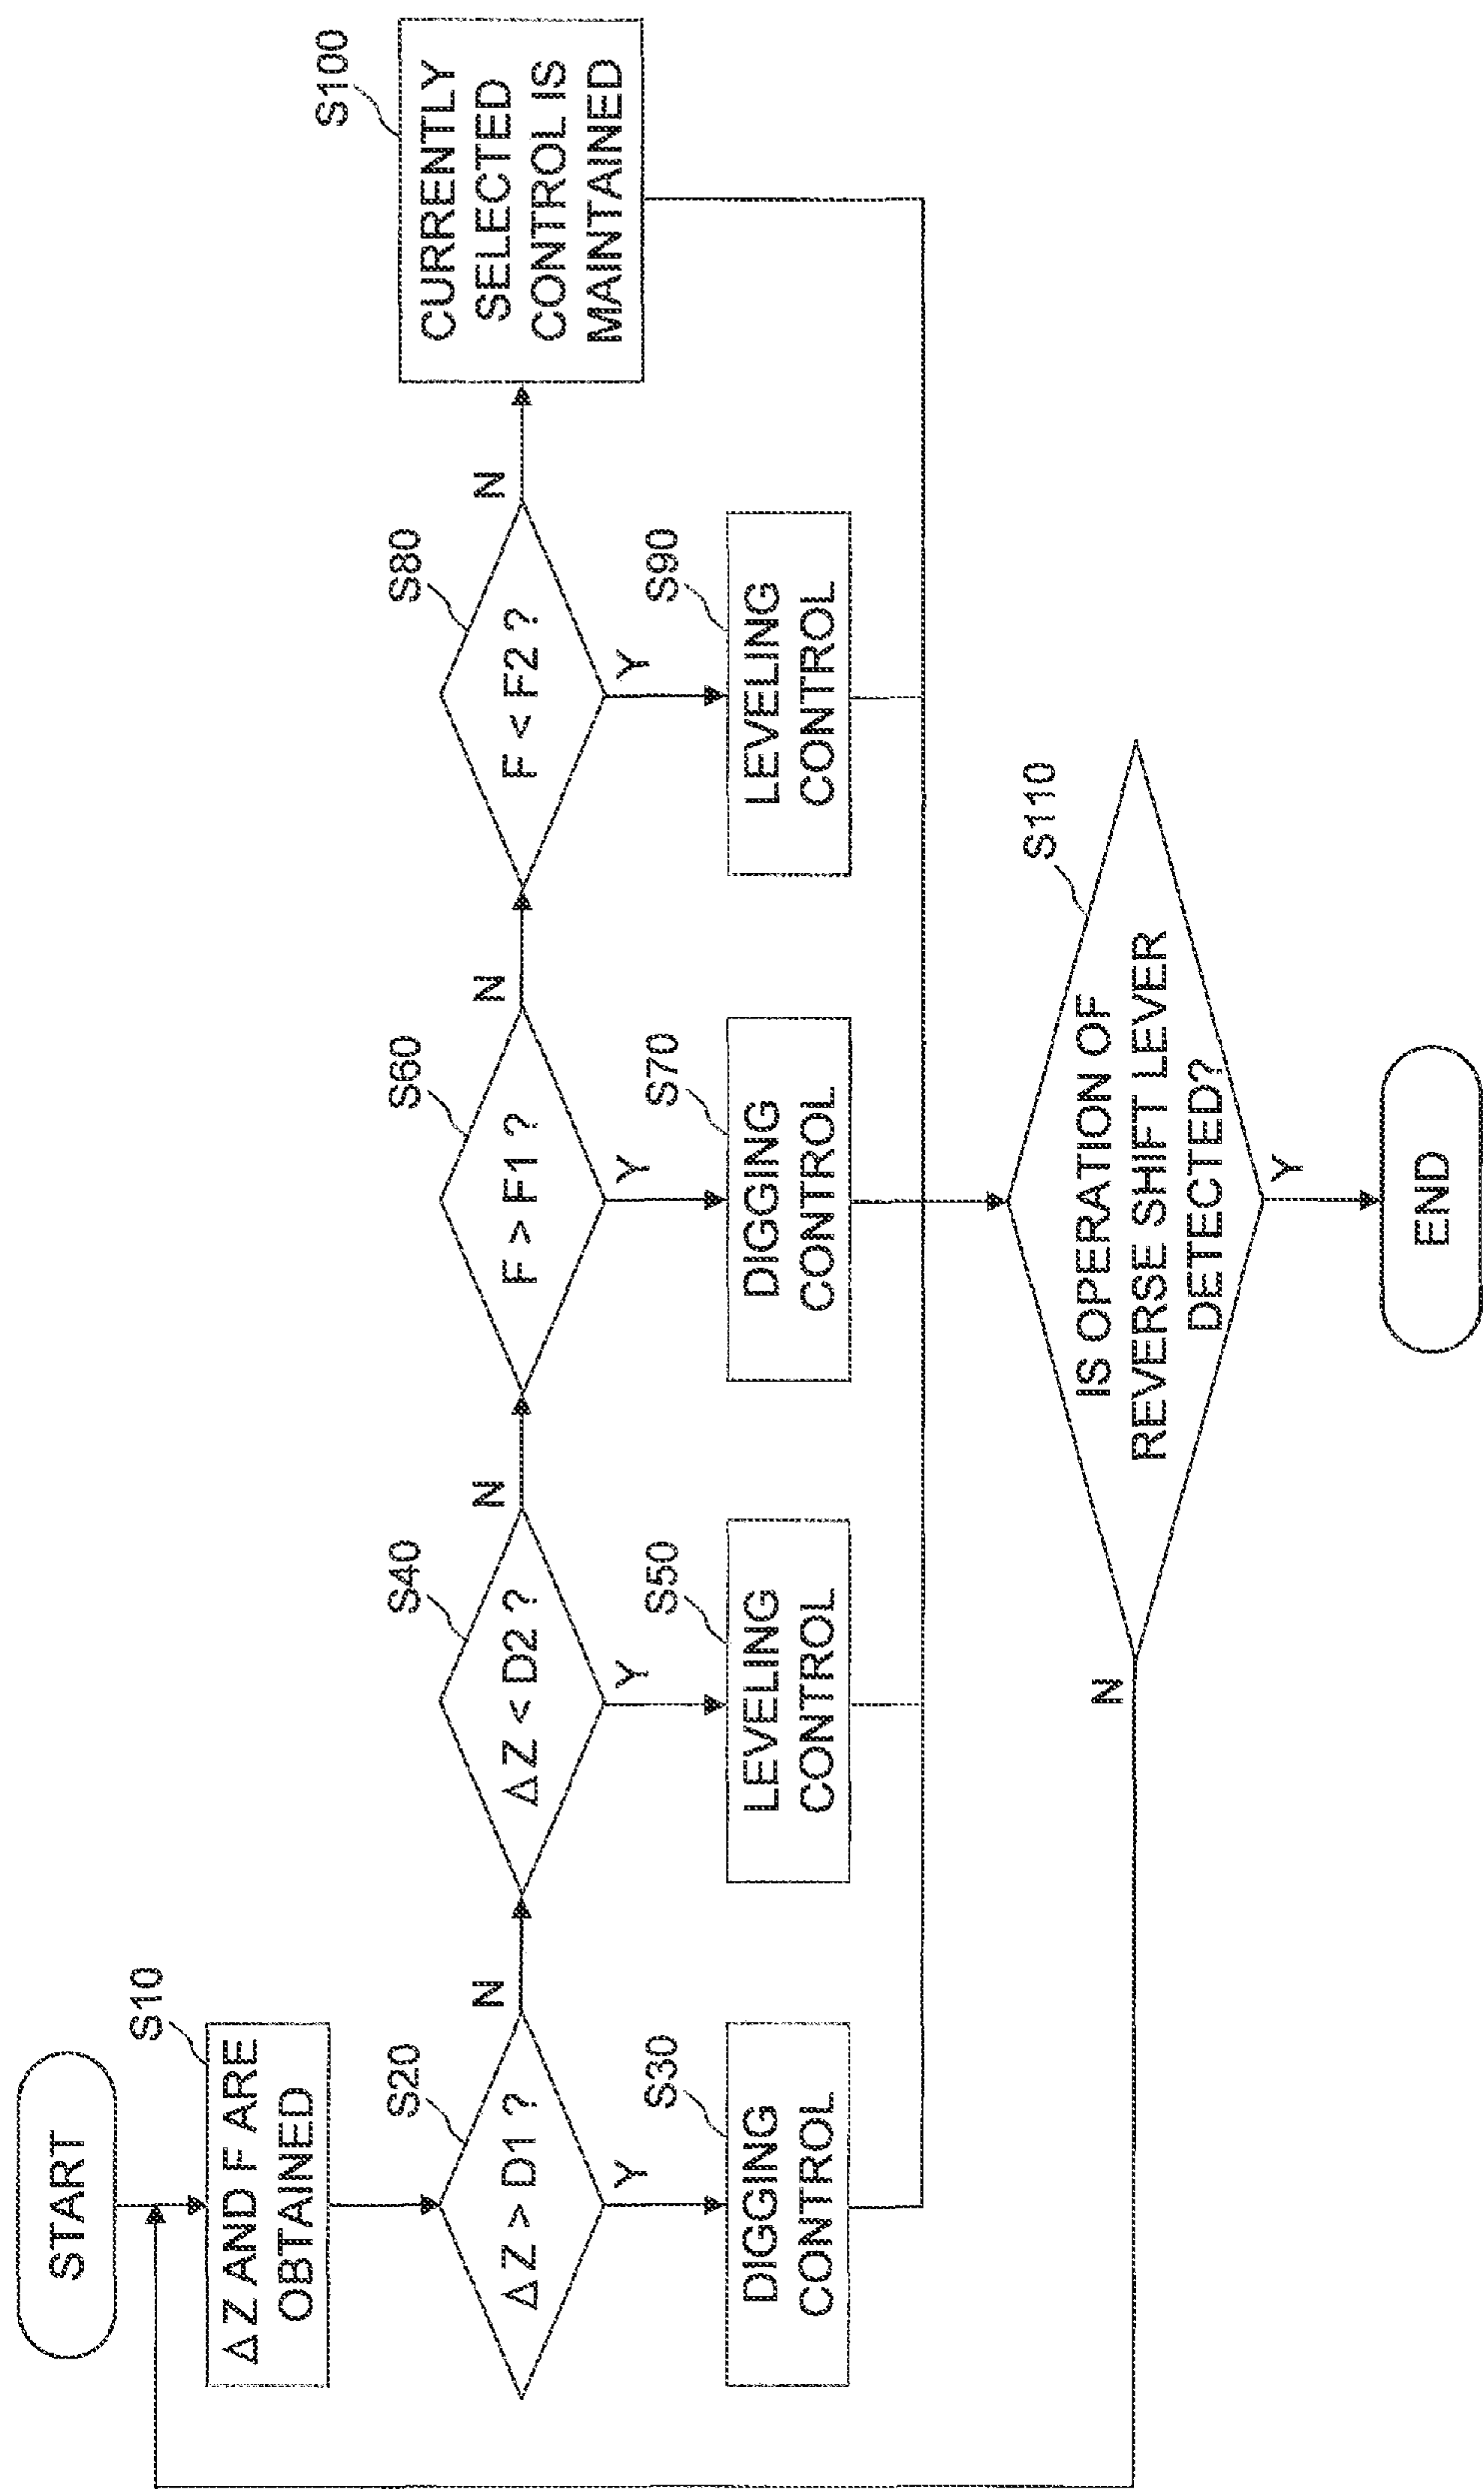 START
S10
ΔZ AND F ARE
OBTAINED
S20
ΔZ > D1 ?
N
Y
S30
DIGGING
CONTROL
S40
ΔZ < D2 ?
N
Y
S50
LEVELING
CONTROL
S60
F > F1 ?
N
Y
S70
DIGGING
CONTROL
S80
F < F2 ?
N
Y
S90
LEVELING
CONTROL
S100
CURRENTLY
SELECTED
CONTROL IS
MAINTAINED
S110
IS OPERATION OF
REVERSE SHIFT LEVER
DETECTED?
N
Y
END